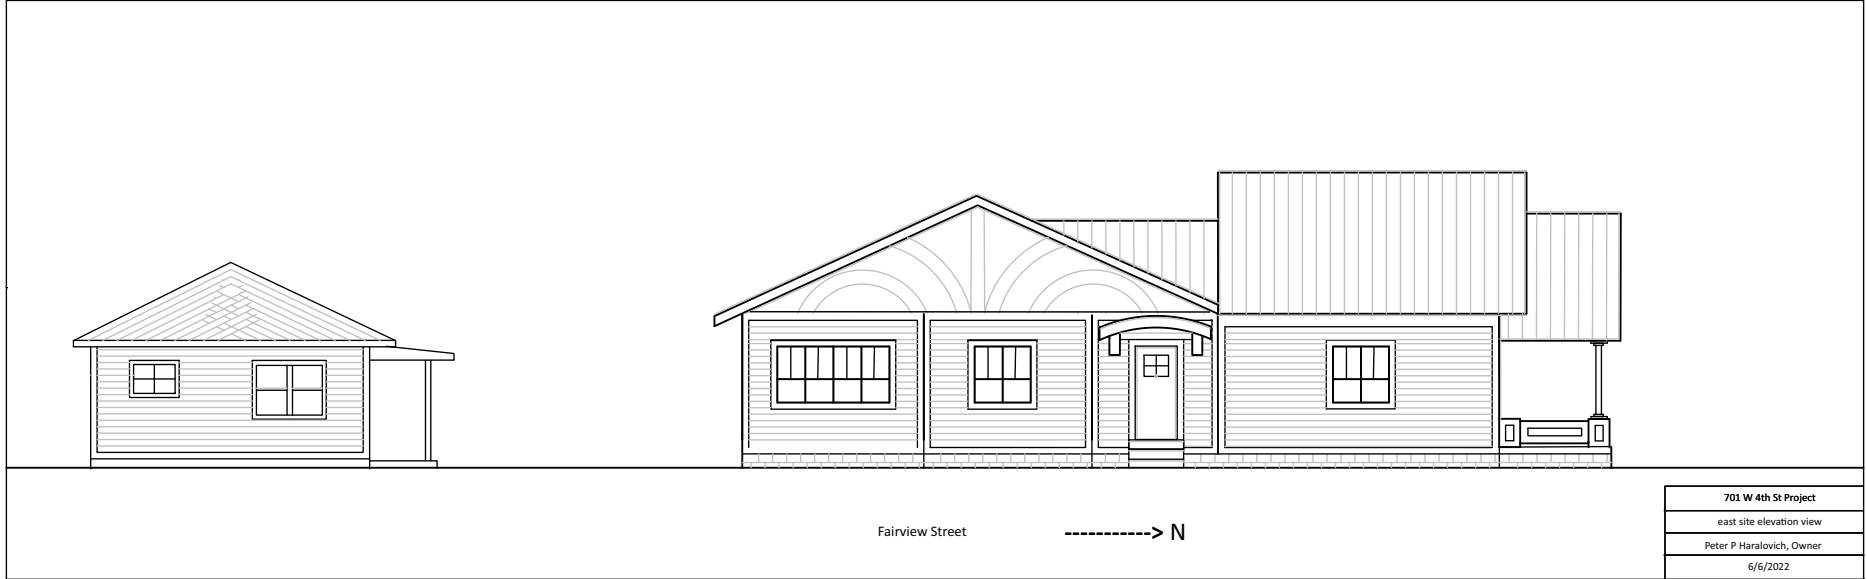 Fairview Street
-----------> N
701 W 4th St Project
east site elevation view
Peter P Haralovich, Owner
6/6/2022